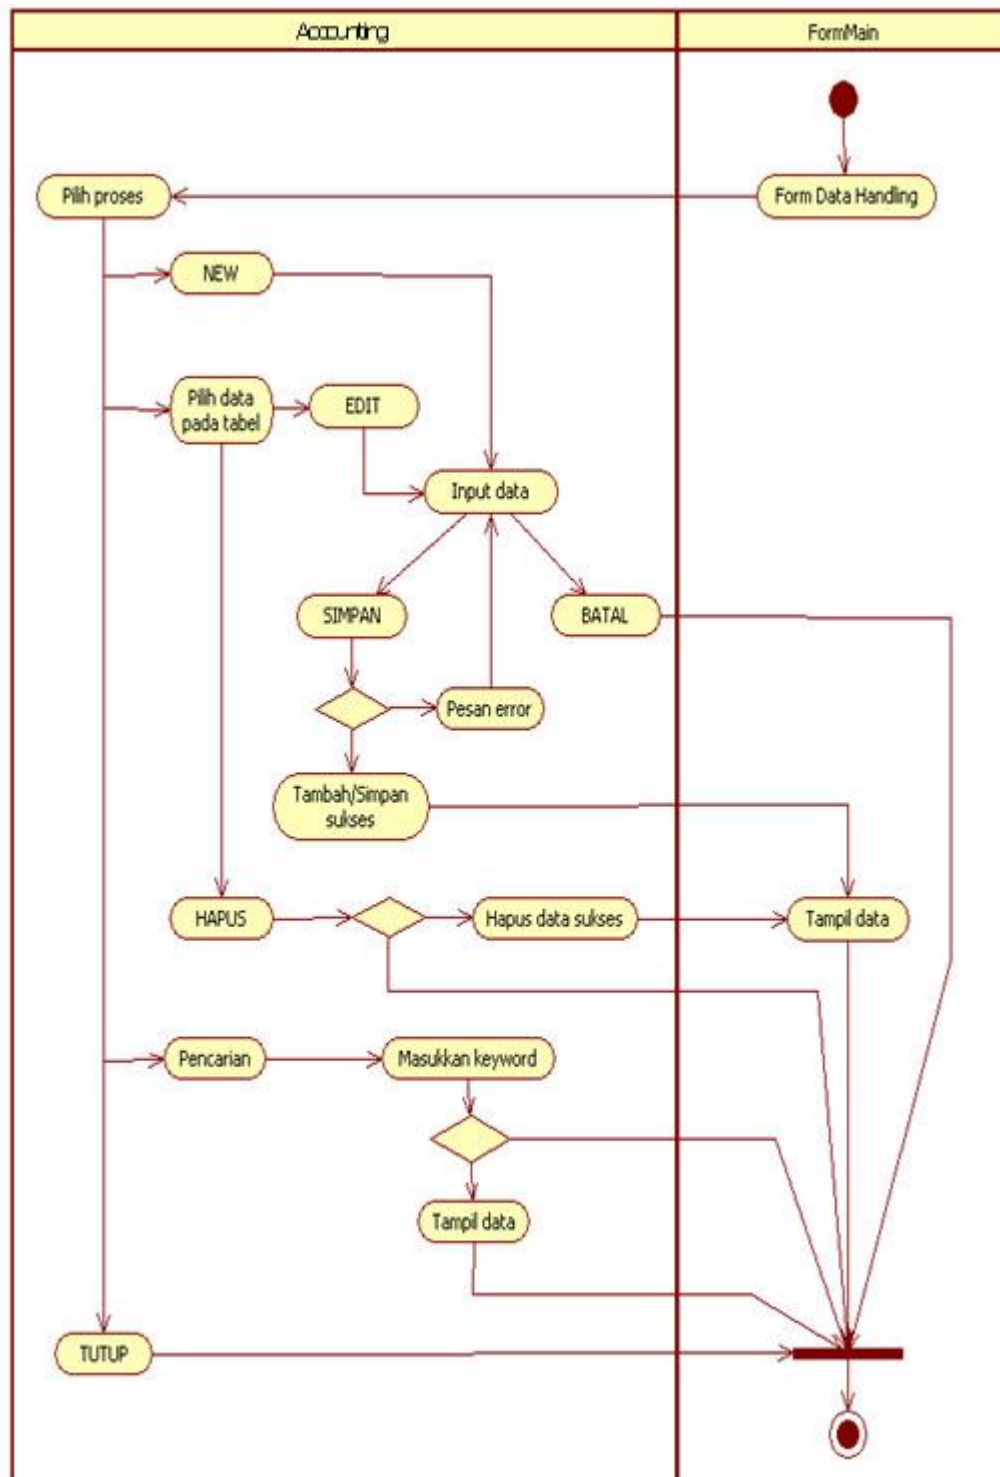 Accounting
FormMain
Pilih proses
Form Data Handling
NEW
Pilih data
pada tabel
EDIT
Input data
SIMPAN
BATAL
Pesan error
Tambah/Simpan
sukses
HAPUS
Hapus data sukses
Tampil data
Pencarian
Masukkan keyword
Tampil data
TUTUP